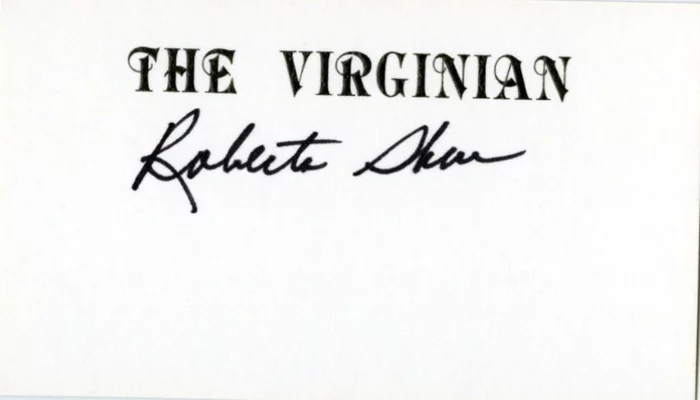 THE VIRGINIAN
Roberta Shore